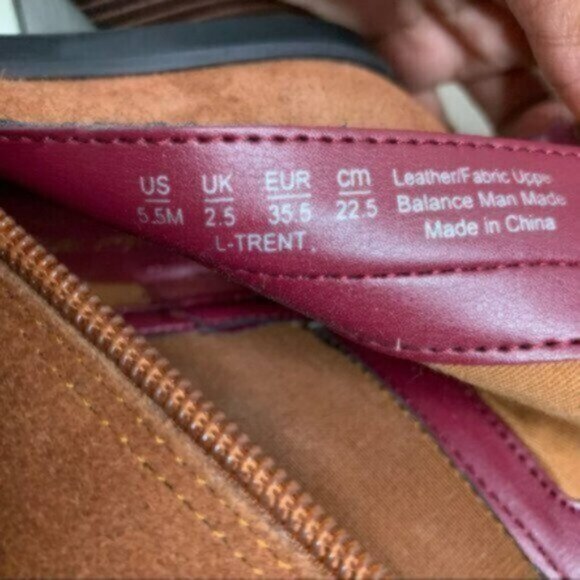 US UK EUR cm Leather/Fabric Uppe
5.5M 2.5 35.5 22.5 Balance Man Made
L-TRENT. Made in China